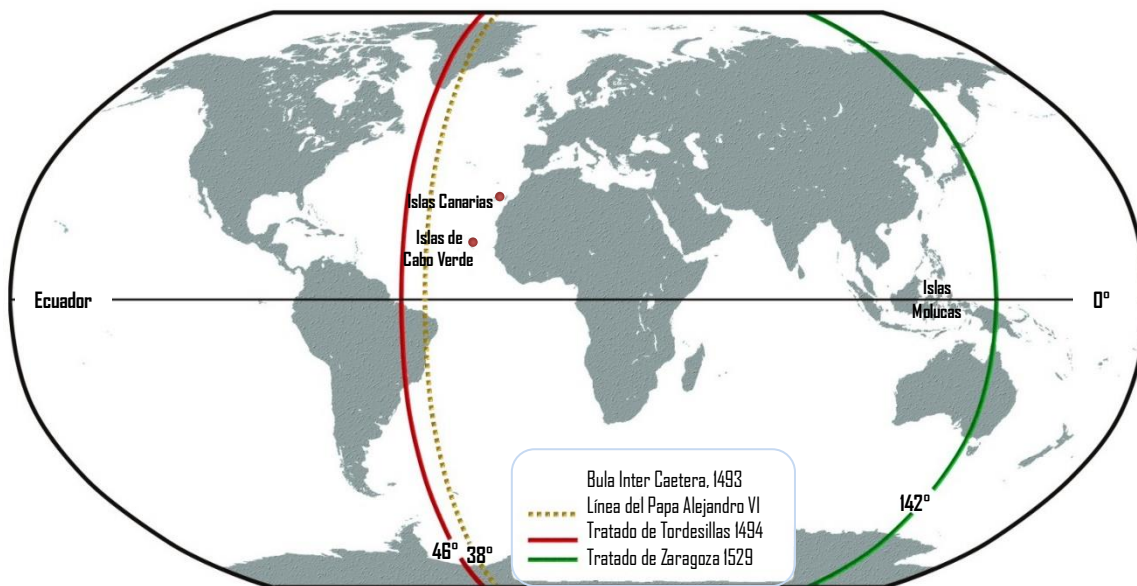 Islas Canarias
Islas de
Cabo Verde
Ecuador
Islas
Molucas
0°
Bula Inter Caetera, 1493
Línea del Papa Alejandro VI
Tratado de Tordesillas 1494
Tratado de Zaragoza 1529
142°
46° 38°